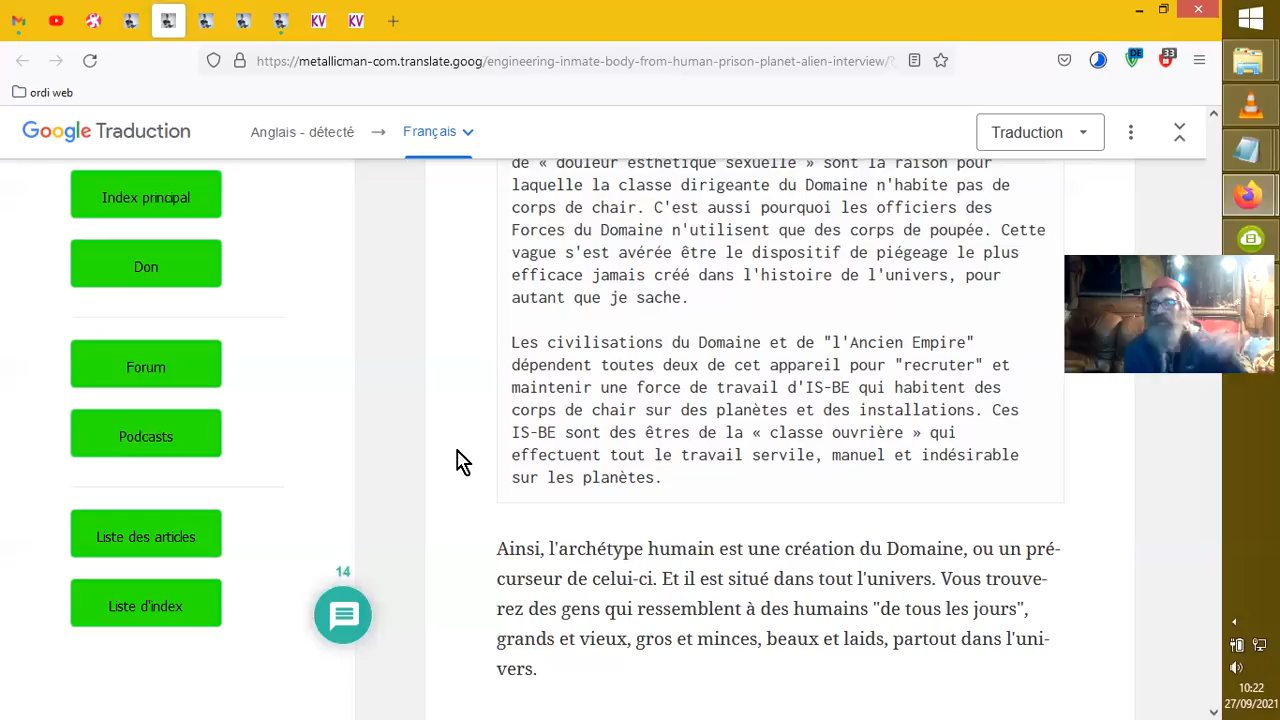 https://metallicman-com.translate.goog/engineering-inmate-body-from-human-prison-planet-alien-interview/?
DE
33
ordi web
Google Traduction
Anglais - détecté
Français
Traduction
Index principal
Don
Forum
Podcasts
Liste des articles
Liste d'index
14
de « douleur esthétique sexuelle » sont la raison pour
laquelle la classe dirigeante du Domaine n'habite pas de
corps de chair. C'est aussi pourquoi les officiers des
Forces du Domaine n'utilisent que des corps de poupée. Cette
vague s'est avérée être le dispositif de piégeage le plus
efficace jamais créé dans l'histoire de l'univers, pour
autant que je sache.
Les civilisations du Domaine et de "l'Ancien Empire"
dépendent toutes deux de cet appareil pour "recruter" et
maintenir une force de travail d'IS-BE qui habitent des
corps de chair sur des planètes et des installations. Ces
IS-BE sont des êtres de la « classe ouvrière » qui
effectuent tout le travail servile, manuel et indésirable
sur les planètes.
Ainsi, l'archétype humain est une création du Domaine, ou un pré-
curseur de celui-ci. Et il est situé dans tout l'univers. Vous trouve-
rez des gens qui ressemblent à des humains "de tous les jours",
grands et vieux, gros et minces, beaux et laids, partout dans l'uni-
vers.
KV
KV
10:22
27/09/2021